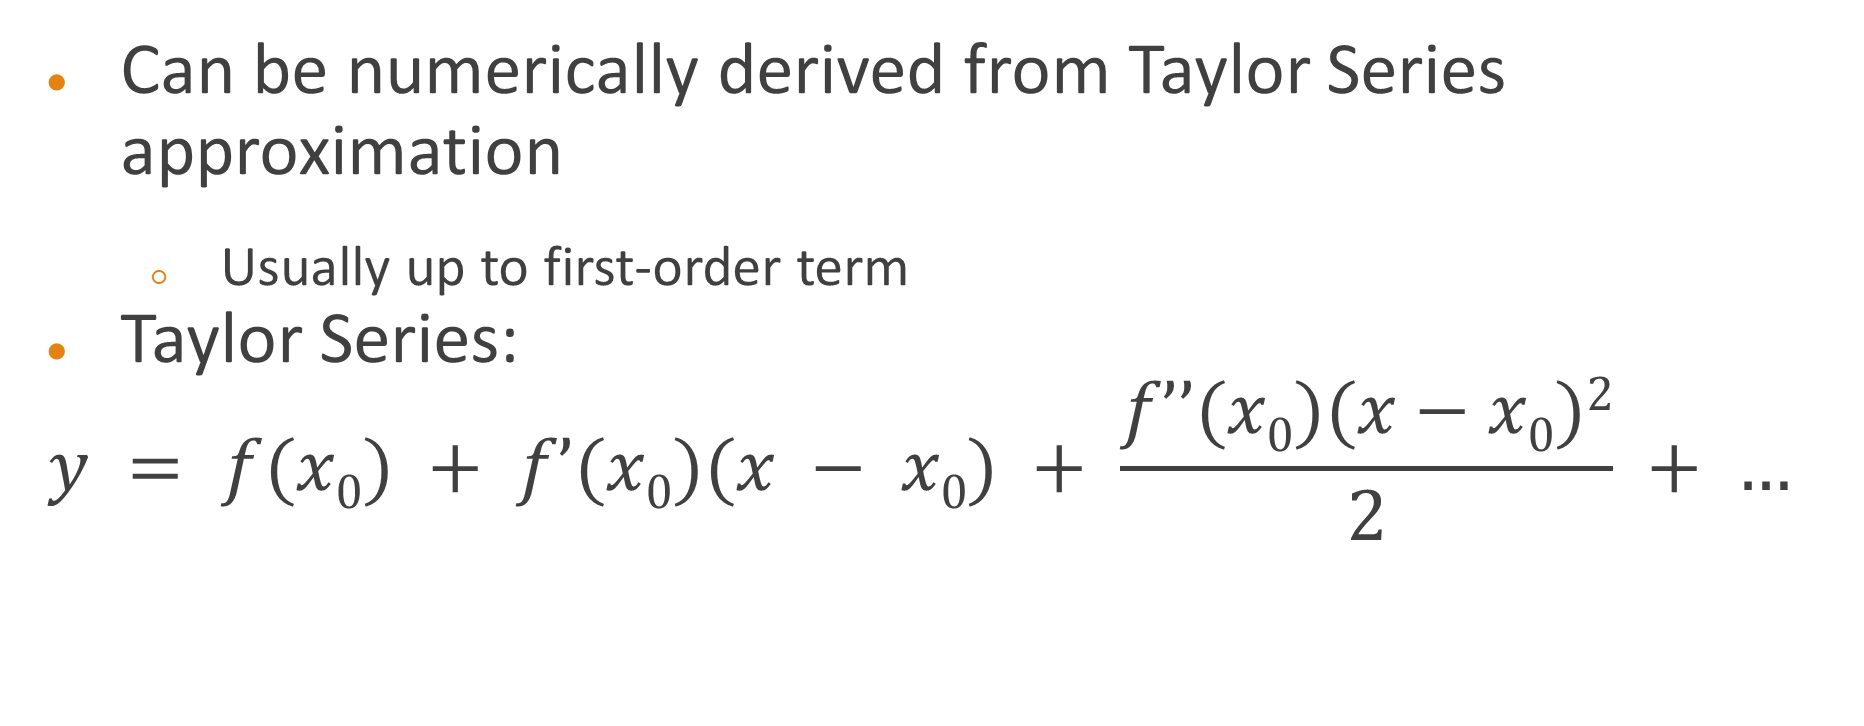 • Can be numerically derived from Taylor Series
approximation
◦ Usually up to first-order term
• Taylor Series:
y = f(x₀) + f’(x₀)(x − x₀) + f’’(x₀)(x − x₀)²/2 + …